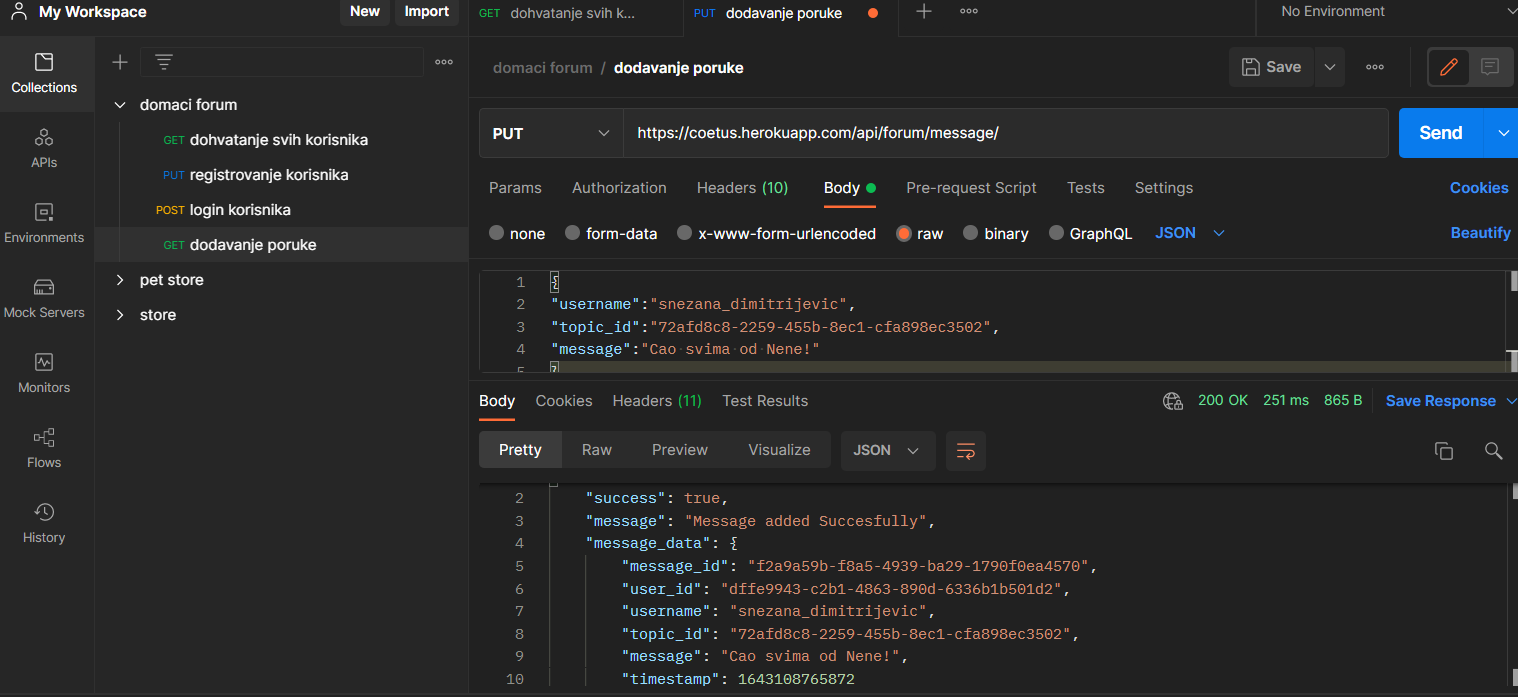 My Workspace
New
Import
GET dohvatanje svih k...
PUT dodavanje poruke
No Environment
Collections
APIs
Environments
Mock Servers
Monitors
Flows
History
domaci forum
GET dohvatanje svih korisnika
PUT registrovanje korisnika
POST login korisnika
GET dodavanje poruke
pet store
store
domaci forum / dodavanje poruke
Save
PUT
https://coetus.herokuapp.com/api/forum/message/
Send
Params Authorization Headers (10) Body Pre-request Script Tests Settings Cookies
none form-data x-www-form-urlencoded raw binary GraphQL JSON Beautify
1 {
2 "username":"snezana_dimitrijevic",
3 "topic_id":"72afd8c8-2259-455b-8ec1-cfa898ec3502",
4 "message":"Cao svima od Nene!"
5 }
Body Cookies Headers (11) Test Results 200 OK 251 ms 865 B Save Response
Pretty Raw Preview Visualize JSON
2 "success": true,
3 "message": "Message added Succesfully",
4 "message_data": {
5 "message_id": "f2a9a59b-f8a5-4939-ba29-1790f0ea4570",
6 "user_id": "dffe9943-c2b1-4863-890d-6336b1b501d2",
7 "username": "snezana_dimitrijevic",
8 "topic_id": "72afd8c8-2259-455b-8ec1-cfa898ec3502",
9 "message": "Cao svima od Nene!",
10 "timestamp": 1643108765872